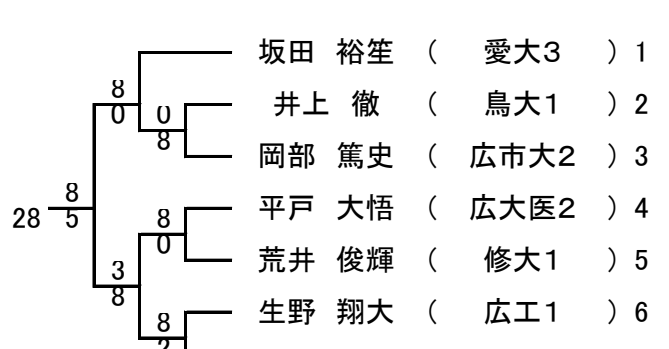 坂田 裕笙 ( 愛大3 ) 1
8
0
井上 徹 ( 鳥大1 ) 2
0
8
岡部 篤史 ( 広市大2 ) 3
8
28
5
平戸 大悟 ( 広大医2 ) 4
8
0
荒井 俊輝 ( 修大1 ) 5
3
8
生野 翔大 ( 広工1 ) 6
8
2